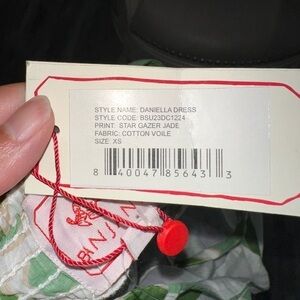 STYLE NAME: DANIELLA DRESS
STYLE CODE: BSU23DC1224
PRINT: STAR GAZER JADE
FABRIC: COTTON VOILE
SIZE: XS
8 40047 85643 3